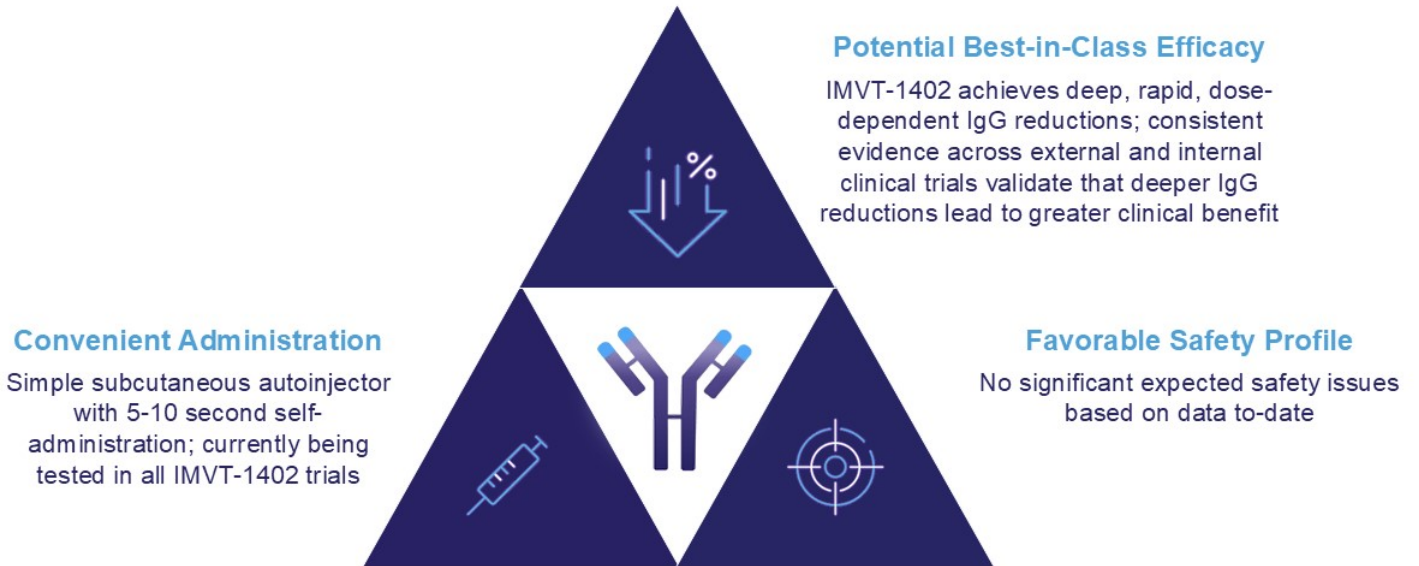 Potential Best-in-Class Efficacy
IMVT-1402 achieves deep, rapid, dose-
dependent IgG reductions; consistent
evidence across external and internal
clinical trials validate that deeper IgG
reductions lead to greater clinical benefit
%
Convenient Administration
Simple subcutaneous autoinjector
with 5-10 second self-
administration; currently being
tested in all IMVT-1402 trials
Favorable Safety Profile
No significant expected safety issues
based on data to-date